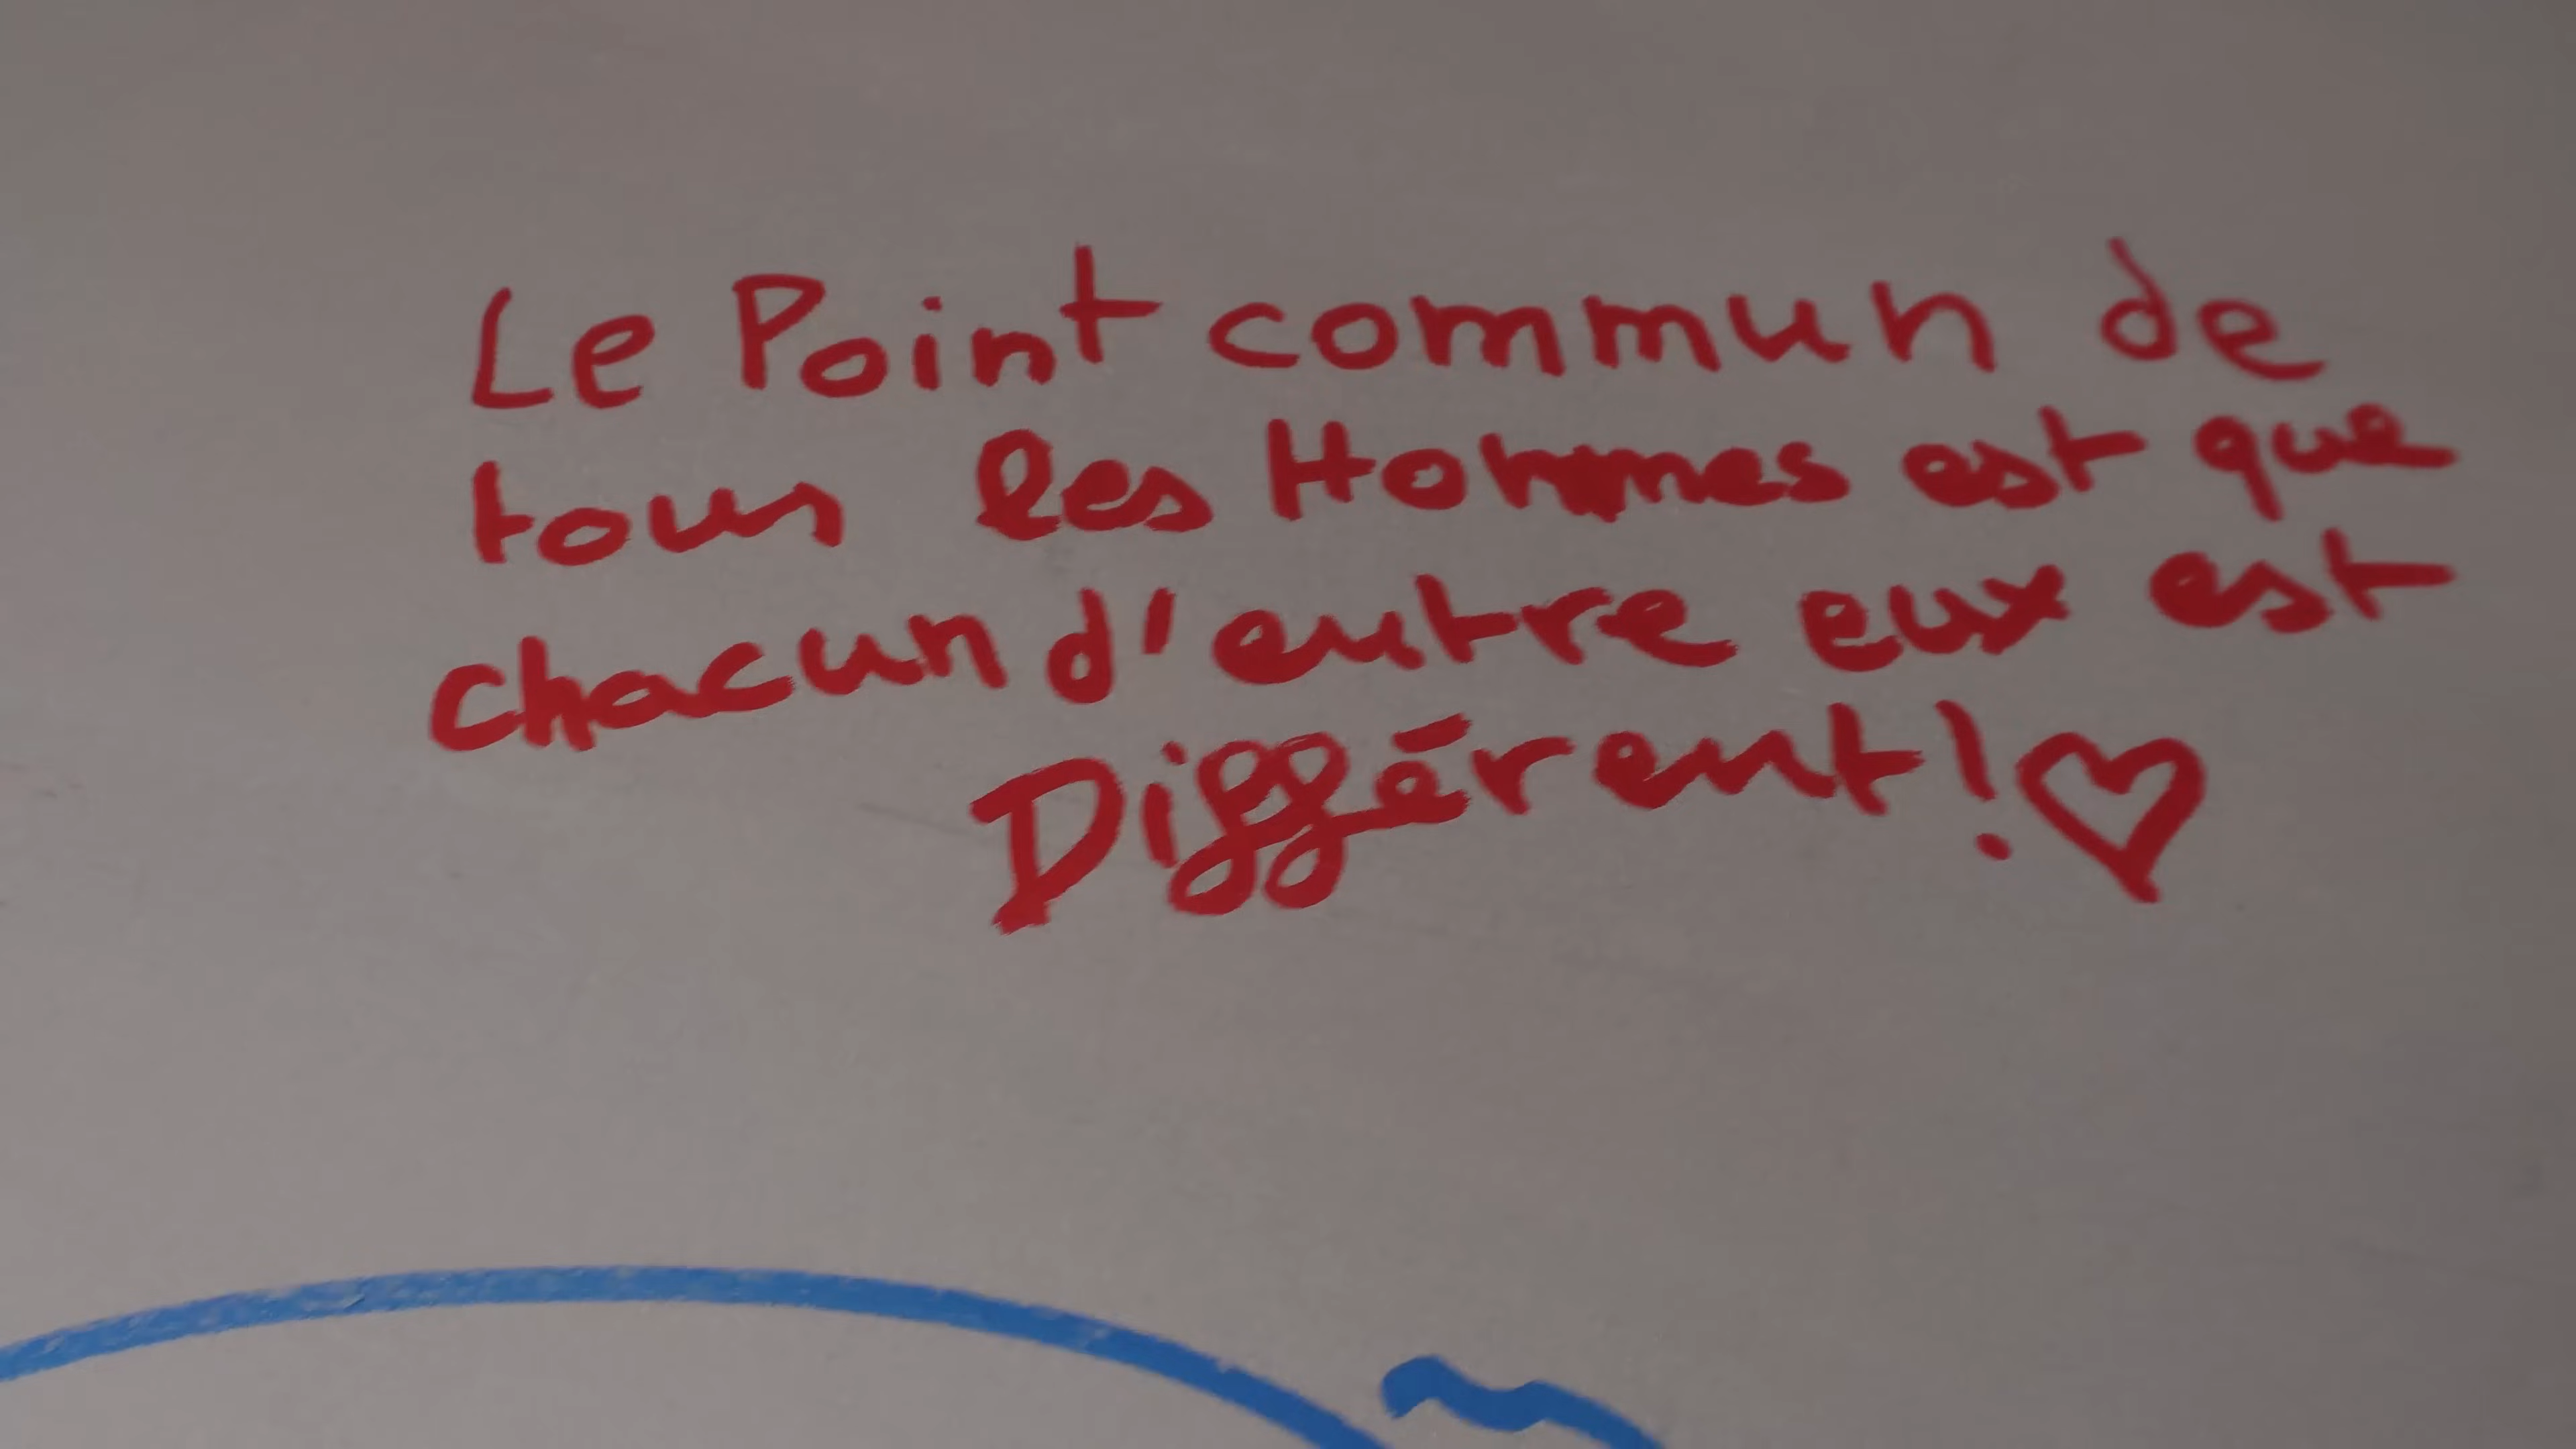 Le Point commun de
tous les Hommes est que
chacun d'entre eux est
Différent! ♡